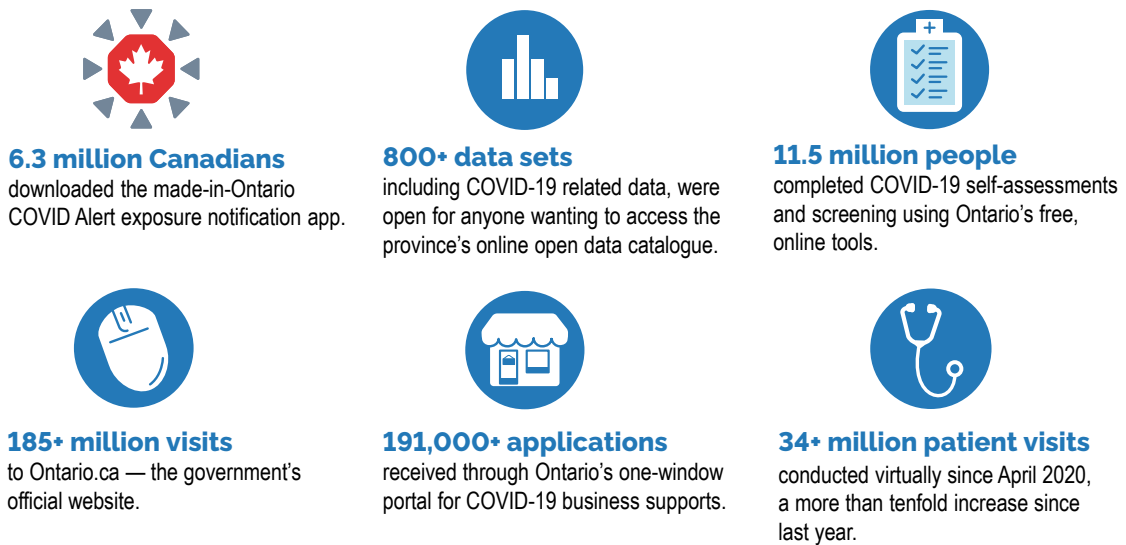 6.3 million Canadians
downloaded the made-in-Ontario
COVID Alert exposure notification app.
800+ data sets
including COVID-19 related data, were
open for anyone wanting to access the
province's online open data catalogue.
11.5 million people
completed COVID-19 self-assessments
and screening using Ontario's free,
online tools.
185+ million visits
to Ontario.ca — the government's
official website.
191,000+ applications
received through Ontario's one-window
portal for COVID-19 business supports.
34+ million patient visits
conducted virtually since April 2020,
a more than tenfold increase since
last year.